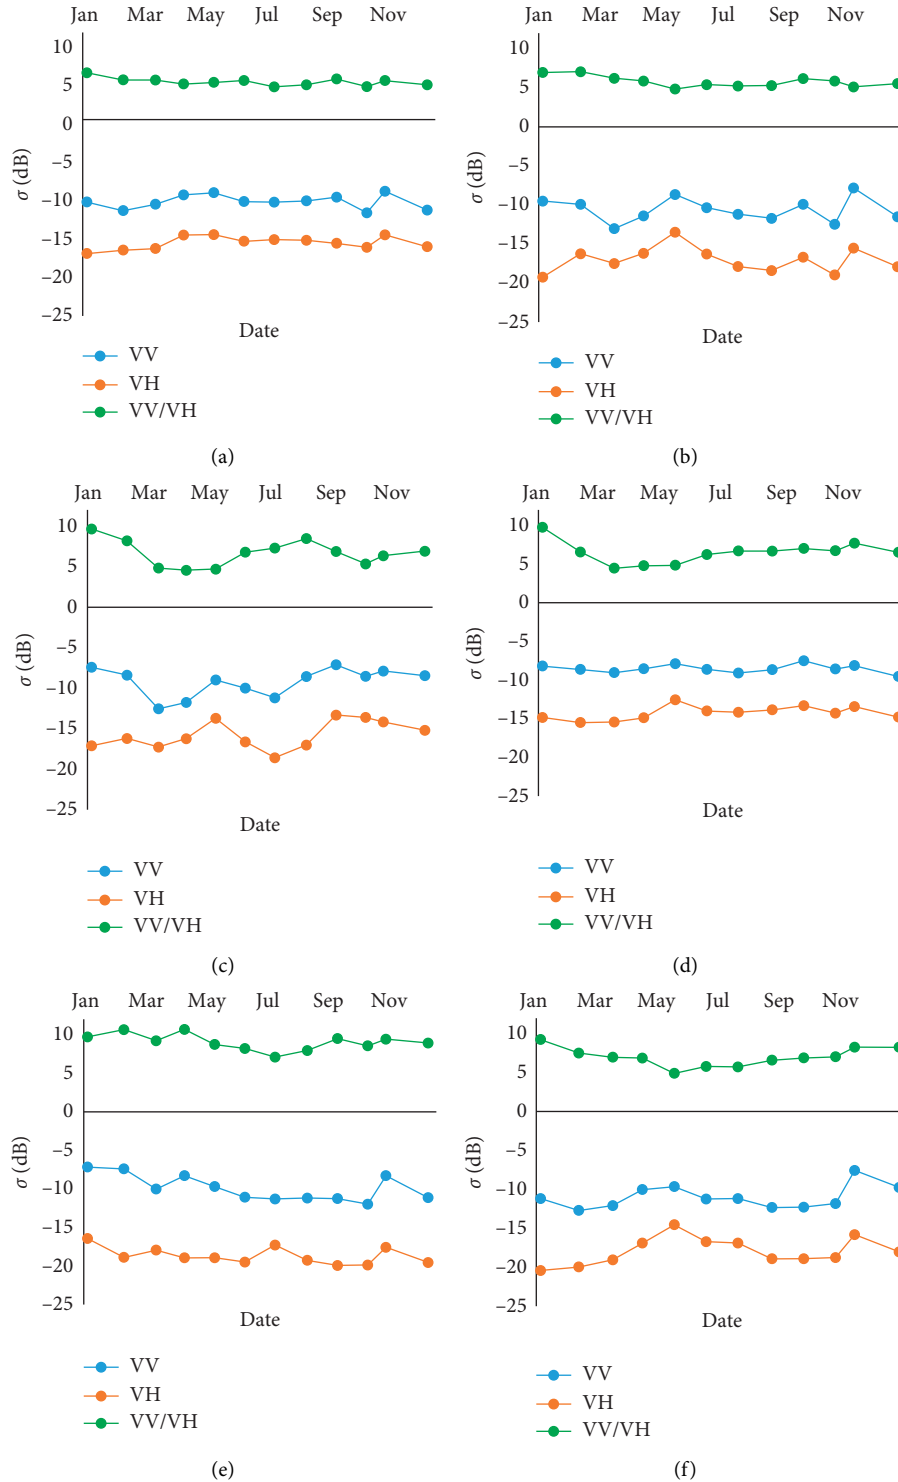 Jan Mar May Jul Sep Nov
10
5
0
–5
–10
–15
–20
–25
σ (dB)
Date
VV
VH
VV/VH
(a)
Jan Mar May Jul Sep Nov
10
5
0
–5
–10
–15
–20
–25
σ (dB)
Date
VV
VH
VV/VH
(b)
Jan Mar May Jul Sep Nov
10
5
0
–5
–10
–15
–20
–25
σ (dB)
Date
VV
VH
VV/VH
(c)
Jan Mar May Jul Sep Nov
10
5
0
–5
–10
–15
–20
–25
σ (dB)
Date
VV
VH
VV/VH
(d)
Jan Mar May Jul Sep Nov
10
5
0
–5
–10
–15
–20
–25
σ (dB)
Date
VV
VH
VV/VH
(e)
Jan Mar May Jul Sep Nov
10
5
0
–5
–10
–15
–20
–25
σ (dB)
Date
VV
VH
VV/VH
(f)